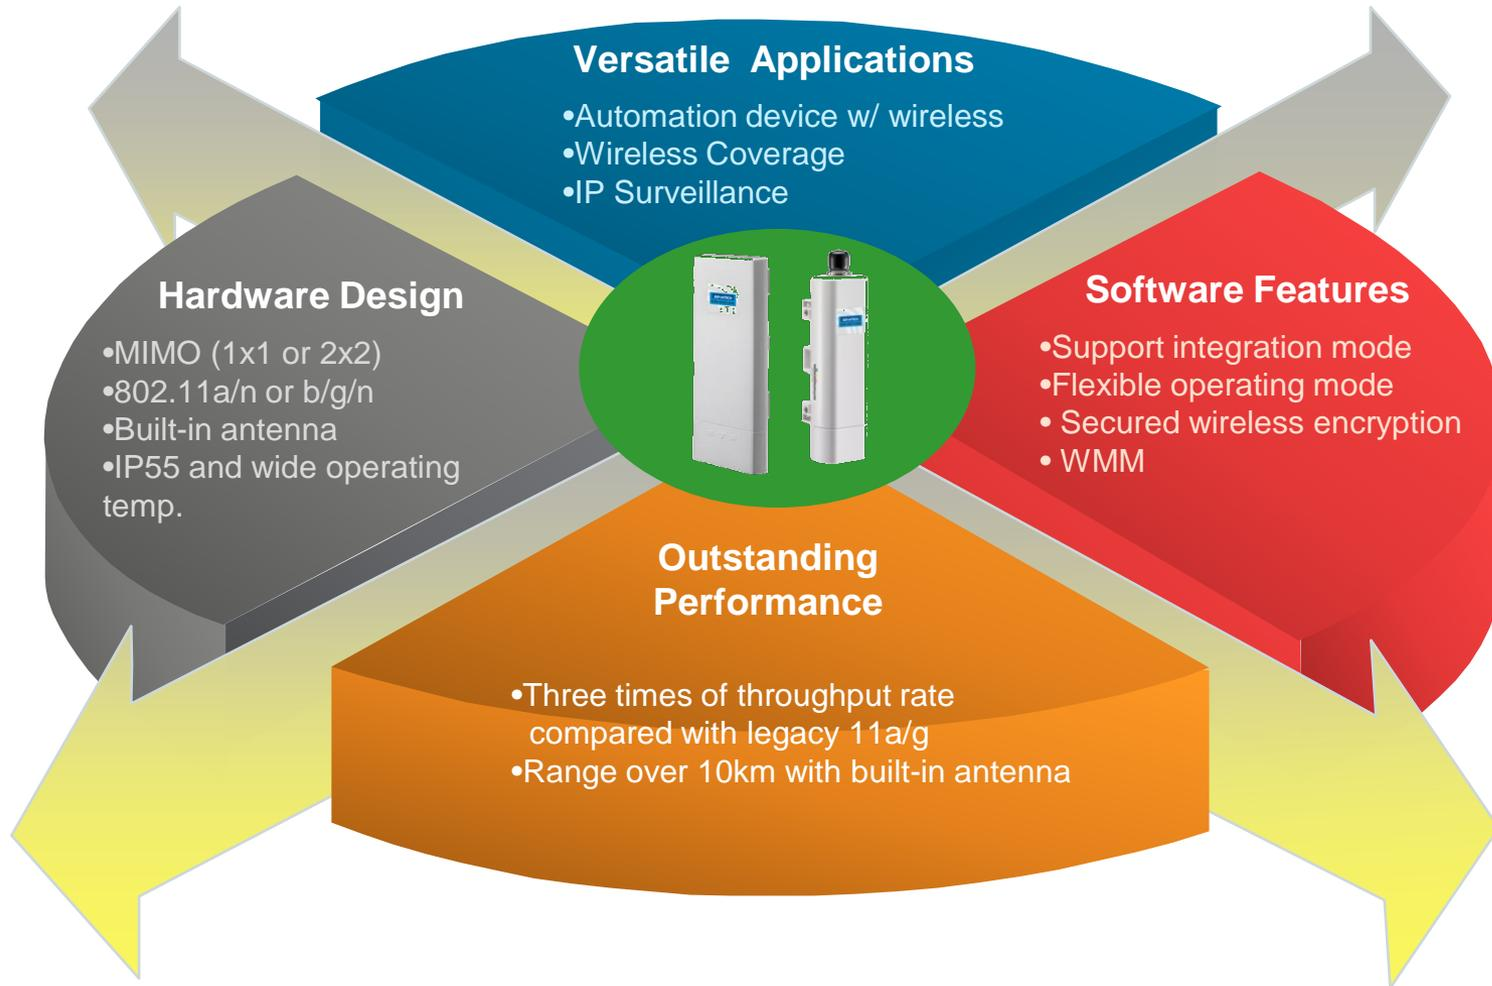 Versatile Applications
•Automation device w/ wireless
•Wireless Coverage
•IP Surveillance
Hardware Design
•MIMO (1x1 or 2x2)
•802.11a/n or b/g/n
•Built-in antenna
•IP55 and wide operating
temp.
Software Features
•Support integration mode
•Flexible operating mode
• Secured wireless encryption
• WMM
Outstanding
Performance
•Three times of throughput rate
compared with legacy 11a/g
•Range over 10km with built-in antenna